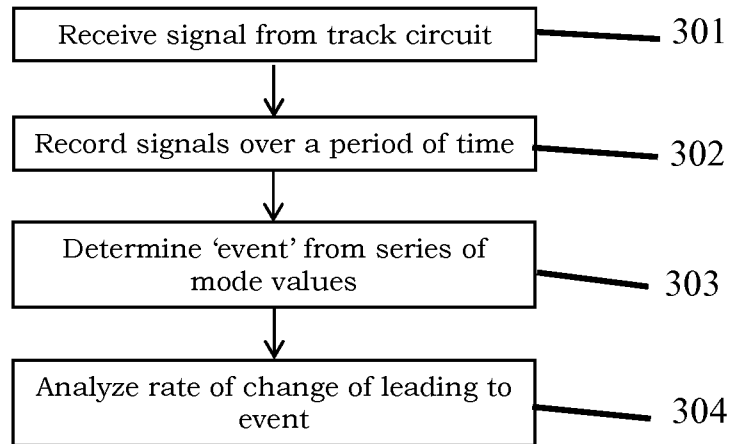 Receive signal from track circuit
301
Record signals over a period of time
302
Determine ‘event’ from series of
mode values
303
Analyze rate of change of leading to
event
304